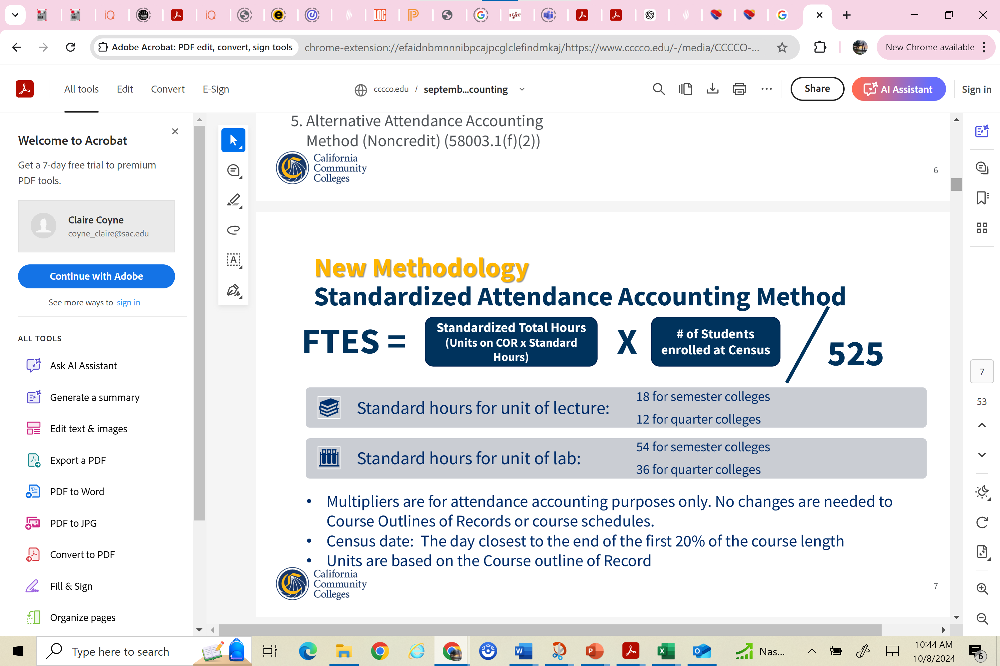 Adobe Acrobat: PDF edit, convert, sign tools
chrome-extension://efaidnbmnnnibpcajpcglclefindmkaj/https://www.cccco.edu/-/media/CCCCO-...
New Chrome available
All tools
Edit
Convert
E-Sign
cccco.edu / septemb...counting
Share
AI Assistant
Sign in
Welcome to Acrobat
Get a 7-day free trial to premium
PDF tools.
Claire Coyne
coyne_claire@sac.edu
Continue with Adobe
See more ways to sign in
ALL TOOLS
Ask AI Assistant
Generate a summary
Edit text & images
Export a PDF
PDF to Word
PDF to JPG
Convert to PDF
Fill & Sign
Organize pages
5. Alternative Attendance Accounting
Method (Noncredit) (58003.1(f)(2))
California
Community
Colleges
6
New Methodology
Standardized Attendance Accounting Method
FTES =
Standardized Total Hours
(Units on COR x Standard
Hours)
X
# of Students
enrolled at Census
525
Standard hours for unit of lecture:
18 for semester colleges
12 for quarter colleges
Standard hours for unit of lab:
54 for semester colleges
36 for quarter colleges
• Multipliers are for attendance accounting purposes only. No changes are needed to
Course Outlines of Records or course schedules.
• Census date: The day closest to the end of the first 20% of the course length
• Units are based on the Course outline of Record
California
Community
Colleges
7
7
53
Type here to search
Nas...
10:44 AM
10/8/2024
6